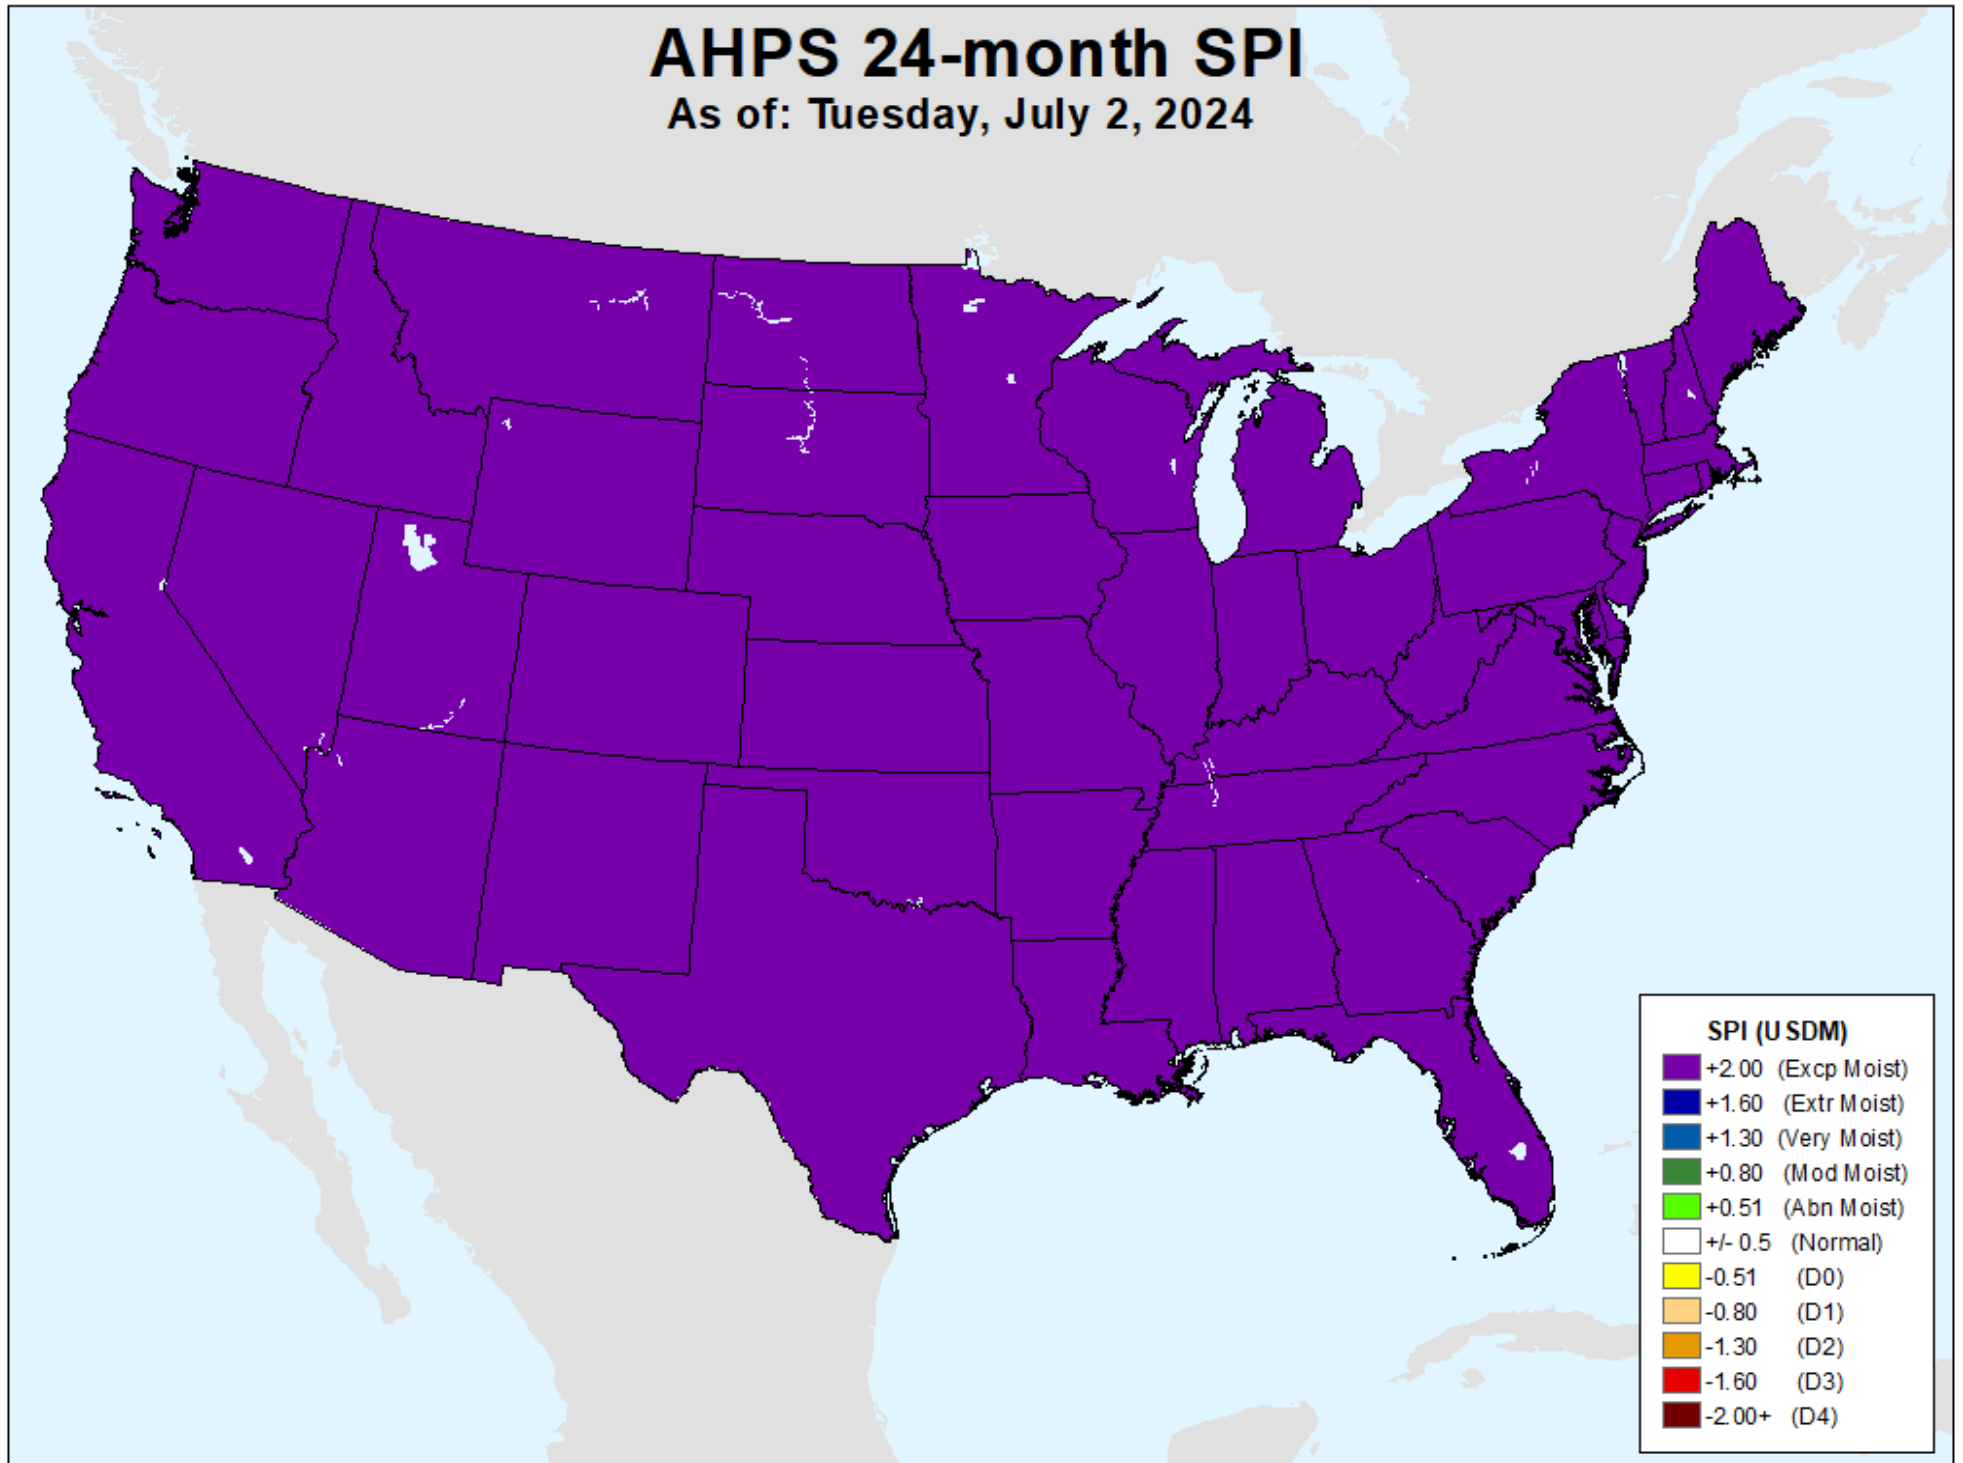 AHPS 24-month SPI
As of: Tuesday, July 2, 2024
SPI (USDM)
+2.00 (Excp Moist)
+1.60 (Extr Moist)
+1.30 (Very Moist)
+0.80 (Mod Moist)
+0.51 (Abn Moist)
+/- 0.5 (Normal)
-0.51 (D0)
-0.80 (D1)
-1.30 (D2)
-1.60 (D3)
-2.00+ (D4)